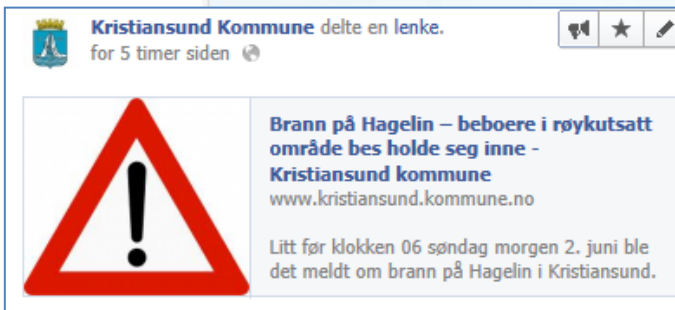 Kristiansund Kommune delte en lenke.
for 5 timer siden
Brann på Hagelin – beboere i røykutsatt
område bes holde seg inne -
Kristiansund kommune
www.kristiansund.kommune.no
Litt før klokken 06 søndag morgen 2. juni ble
det meldt om brann på Hagelin i Kristiansund.